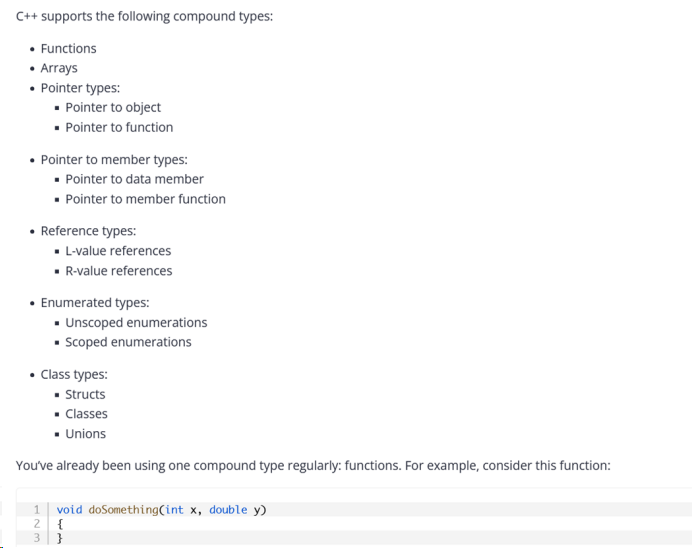 C++ supports the following compound types:
• Functions
• Arrays
• Pointer types:
▪ Pointer to object
▪ Pointer to function
• Pointer to member types:
▪ Pointer to data member
▪ Pointer to member function
• Reference types:
▪ L-value references
▪ R-value references
• Enumerated types:
▪ Unscoped enumerations
▪ Scoped enumerations
• Class types:
▪ Structs
▪ Classes
▪ Unions
You’ve already been using one compound type regularly: functions. For example, consider this function:
1 void doSomething(int x, double y)
2 {
3 }